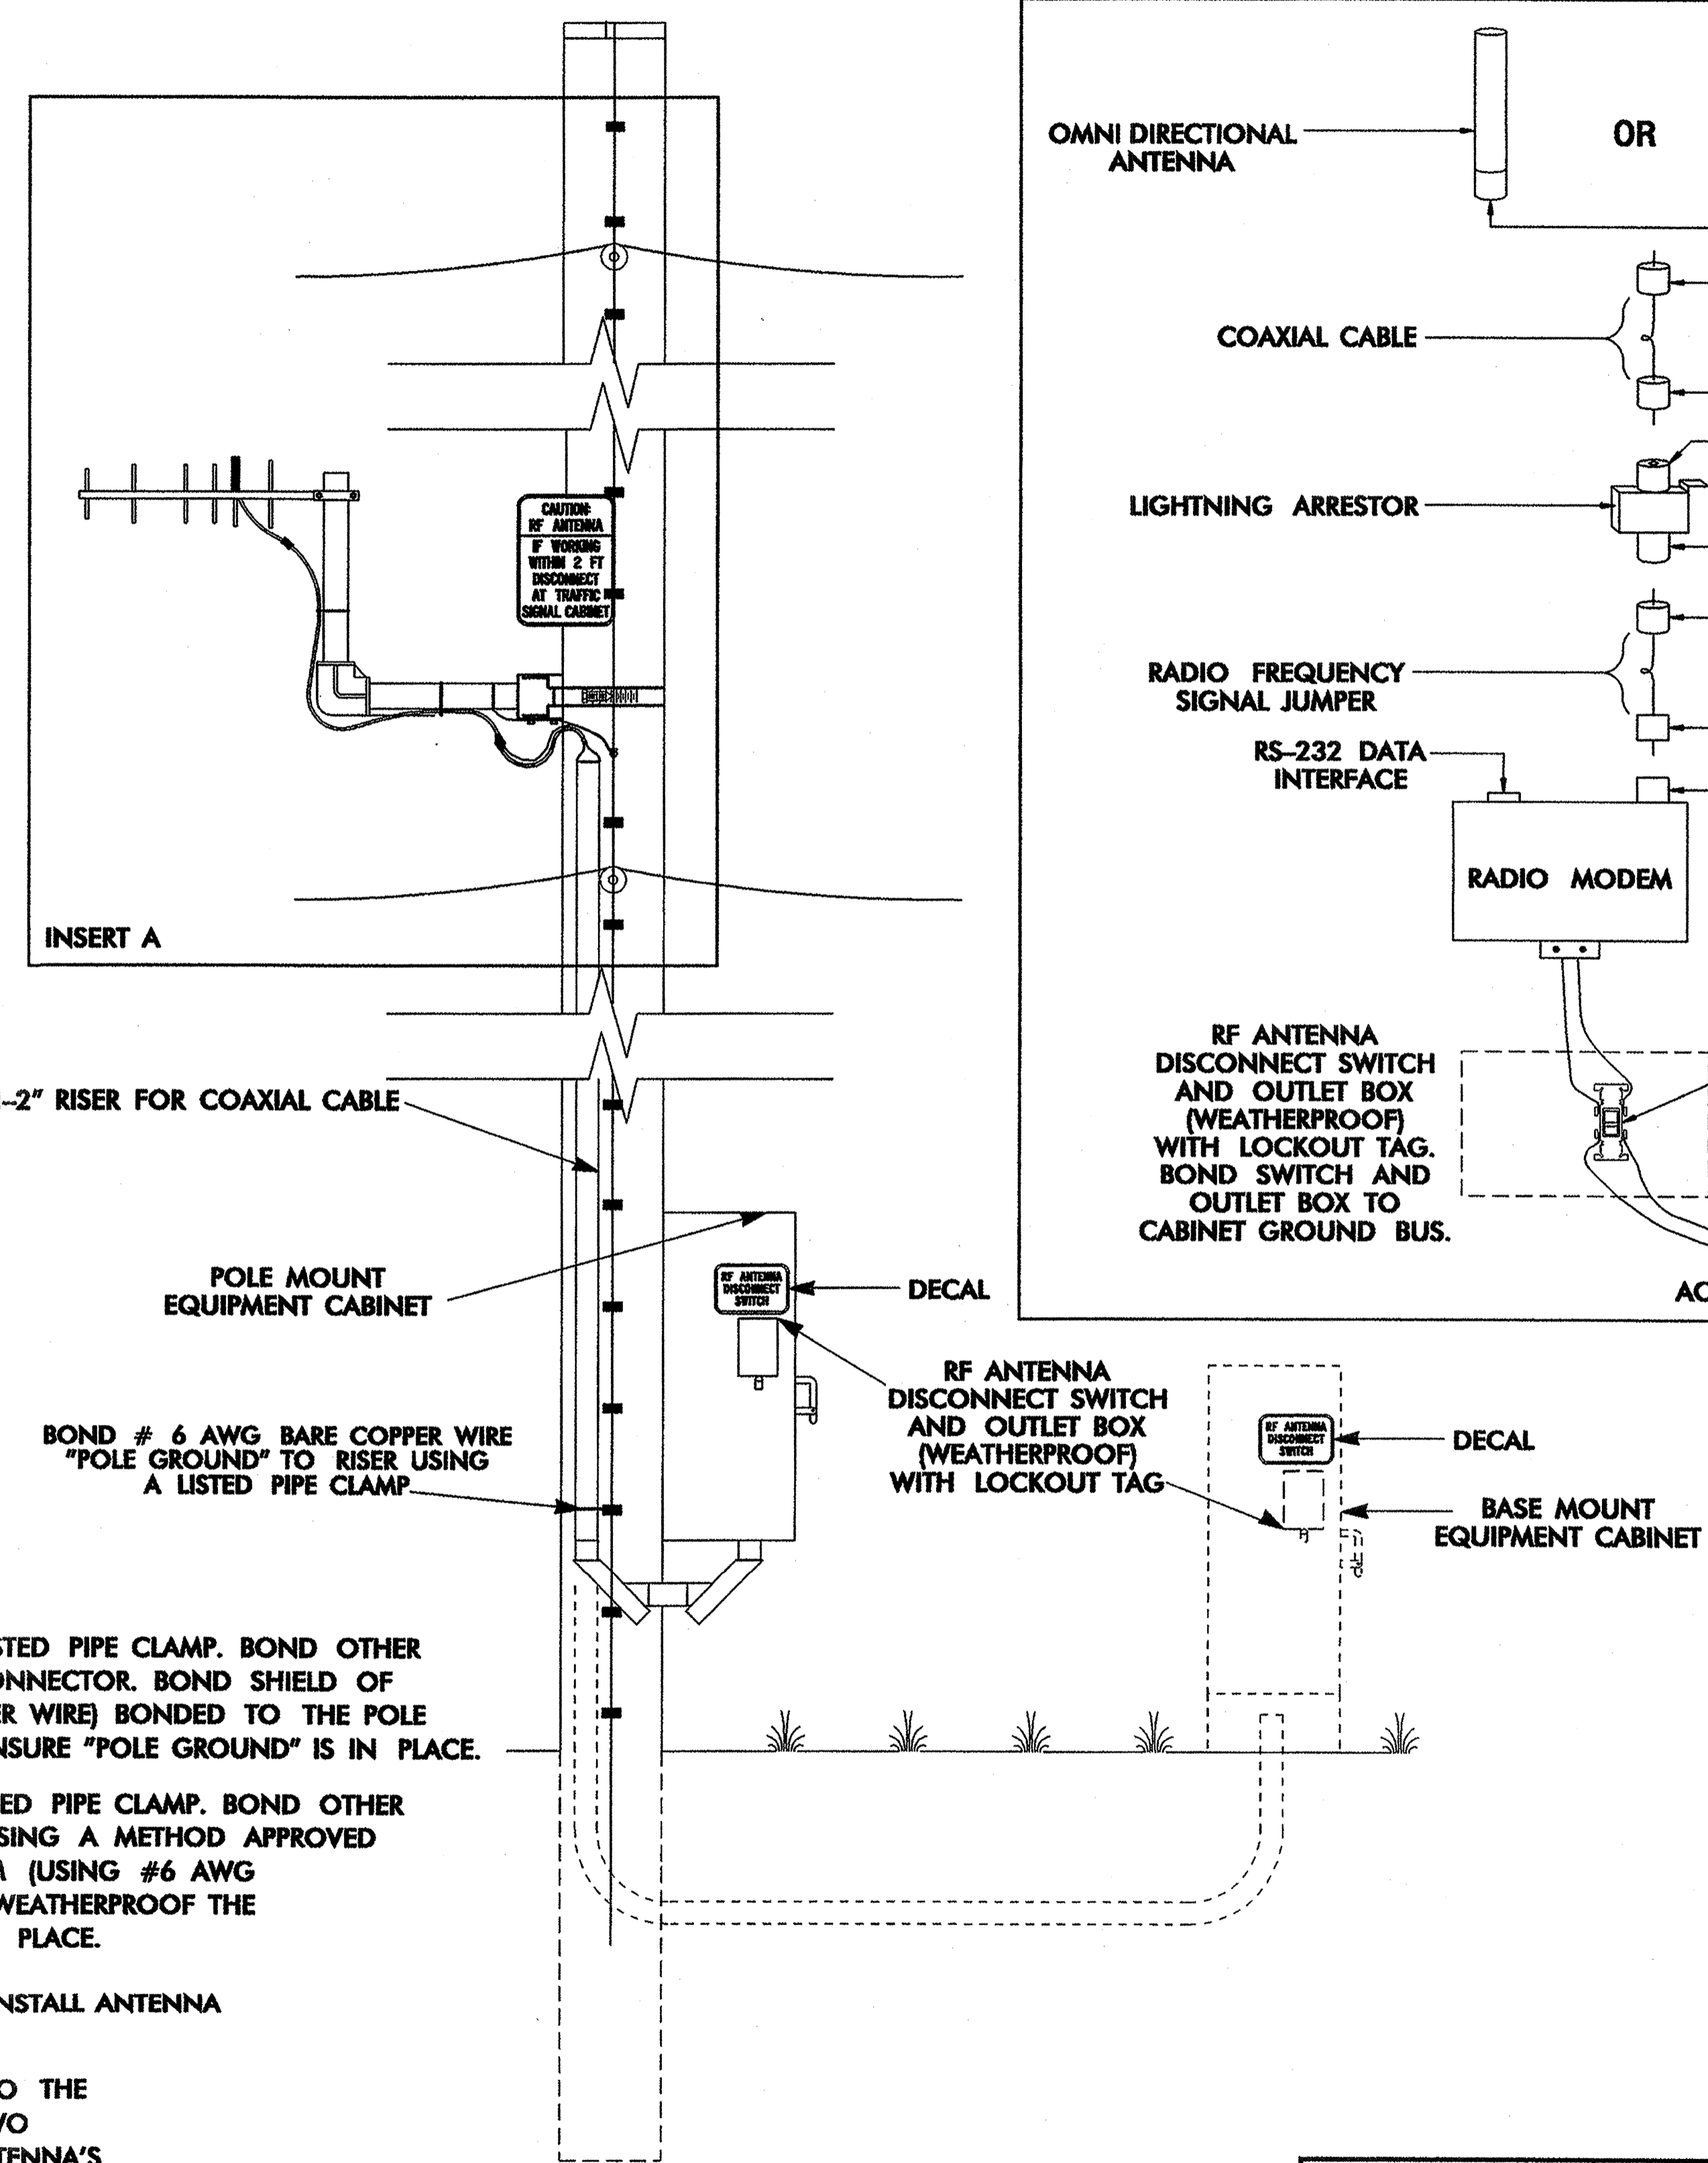 OMNI DIRECTIONAL
ANTENNA
OR
COAXIAL CABLE
LIGHTNING ARRESTOR
RADIO FREQUENCY
SIGNAL JUMPER
RS-232 DATA
INTERFACE
RADIO MODEM
RF ANTENNA
DISCONNECT SWITCH
AND OUTLET BOX
(WEATHERPROOF)
WITH LOCKOUT TAG.
BOND SWITCH AND
OUTLET BOX TO
CABINET GROUND BUS.
AC
CAUTION:
RF ANTENNA
IF WORKING
WITHIN 2 FT
DISCONNECT
AT TRAFFIC
SIGNAL CABINET
INSERT A
-2" RISER FOR COAXIAL CABLE
POLE MOUNT
EQUIPMENT CABINET
RF ANTENNA
DISCONNECT
SWITCH
DECAL
RF ANTENNA
DISCONNECT SWITCH
AND OUTLET BOX
(WEATHERPROOF)
WITH LOCKOUT TAG
BOND # 6 AWG BARE COPPER WIRE
"POLE GROUND" TO RISER USING
A LISTED PIPE CLAMP
RF ANTENNA
DISCONNECT
SWITCH
DECAL
BASE MOUNT
EQUIPMENT CABINET
STED PIPE CLAMP. BOND OTHER
ONNECTOR. BOND SHIELD OF
ER WIRE) BONDED TO THE POLE
NSURE "POLE GROUND" IS IN PLACE.
ED PIPE CLAMP. BOND OTHER
SING A METHOD APPROVED
(USING #6 AWG
WEATHERPROOF THE
PLACE.
NSTALL ANTENNA
O THE
WO
TENNA'S